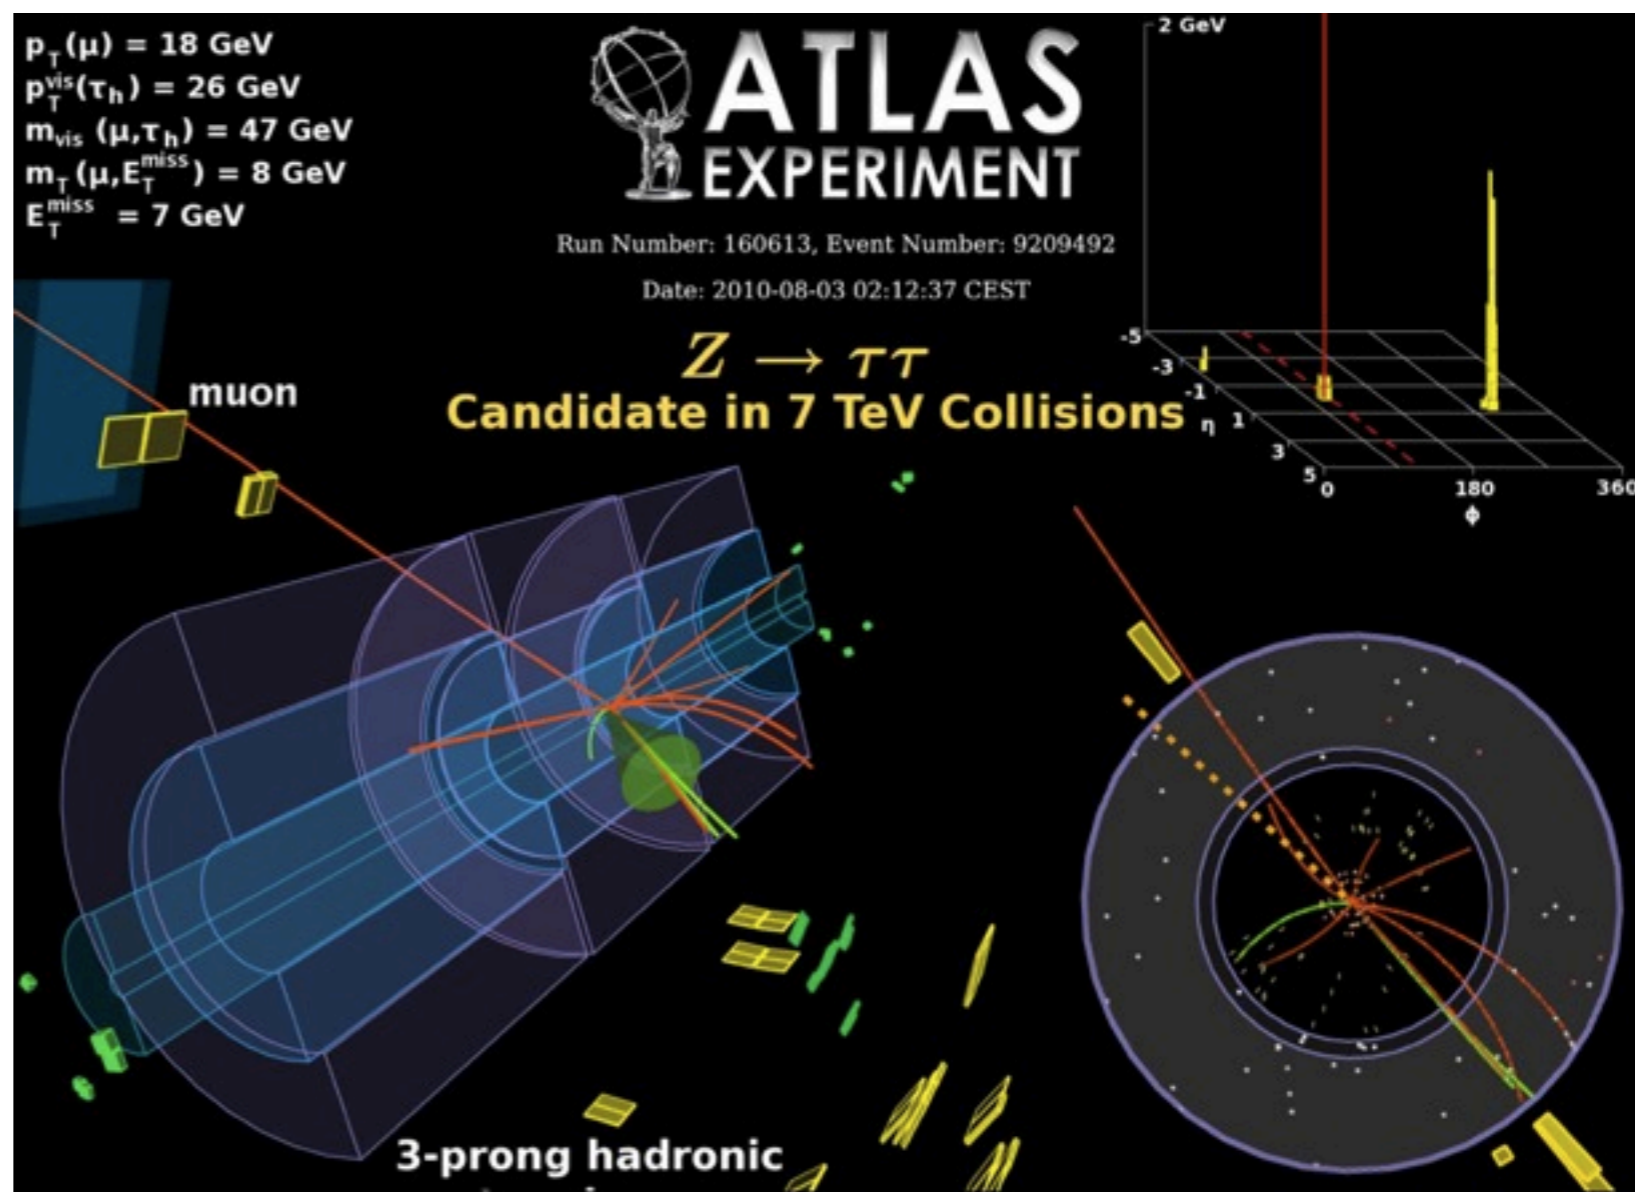 p_T(μ) = 18 GeV
p_T^vis(τ_h) = 26 GeV
m_vis (μ,τ_h) = 47 GeV
m_T(μ,E_T^miss) = 8 GeV
E_T^miss = 7 GeV
ATLAS
EXPERIMENT
Run Number: 160613, Event Number: 9209492
Date: 2010-08-03 02:12:37 CEST
Z → ττ
Candidate in 7 TeV Collisions
2 GeV
-5
-3
-1
η 1
3
5
0 180 360
ϕ
muon
3-prong hadronic